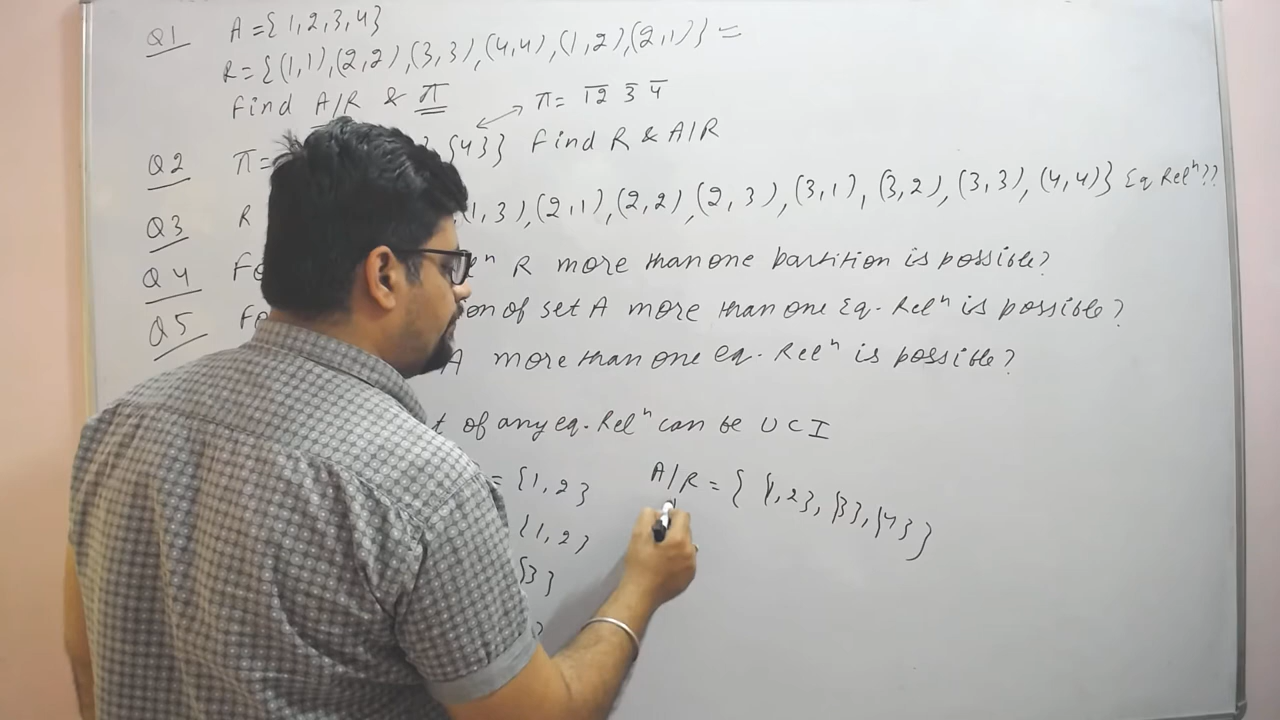 Q1 A={1,2,3,4}
R={(1,1),(2,2),(3,3),(4,4),(1,2),(2,1)} =
Find A/R & π π= 12 3 4
Q2 π= {4}} Find R & A/R
Q3 R (1,3),(2,1),(2,2),(2,3),(3,1),(3,2),(3,3),(4,4)} Eq Relⁿ??
Q4 Fo R more than one partition is possible?
Q5 Fo of set A more than one Eq. Relⁿ is possible?
A more than one eq. Relⁿ is possible?
of any eq. Relⁿ can be U C I
= {1,2} A/R = { {1,2}, {3}, {4} }
{1,2}
{3}